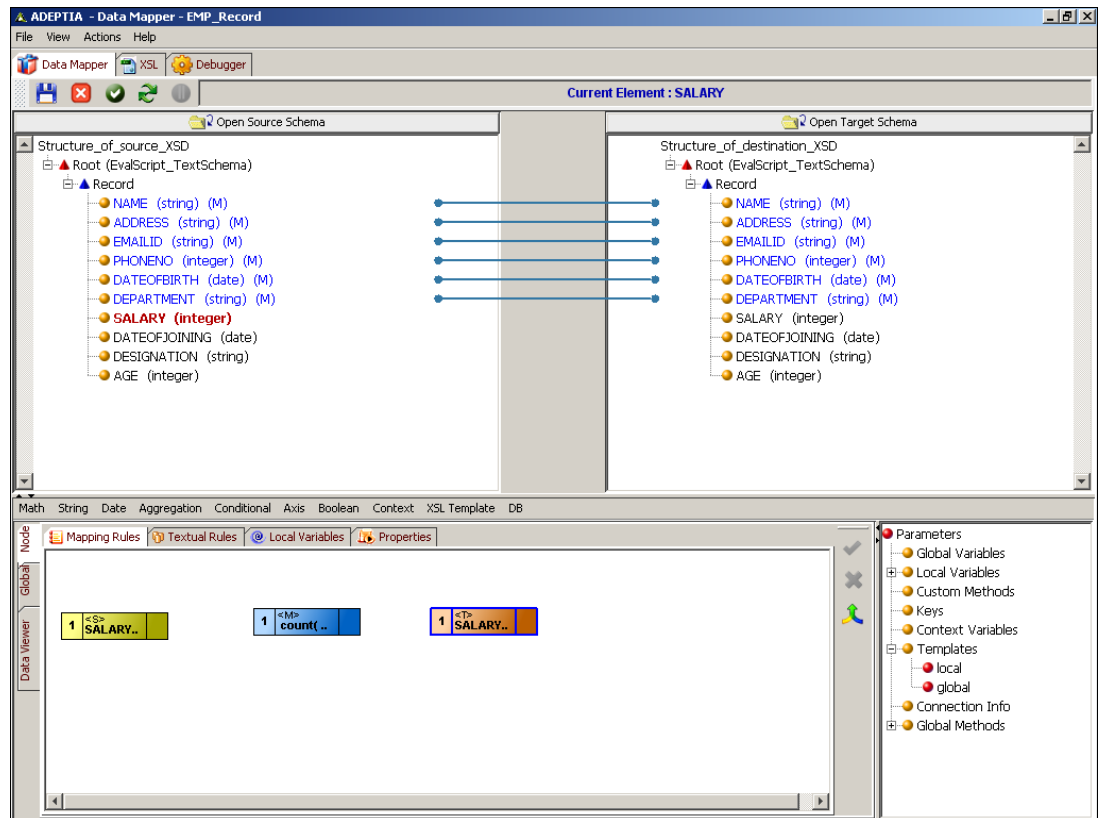 ADEPTIA - Data Mapper - EMP_Record
File View Actions Help
Data Mapper XSL Debugger
Current Element : SALARY
Open Source Schema
Structure_of_source_XSD
Root (EvalScript_TextSchema)
Record
NAME (string) (M)
ADDRESS (string) (M)
EMAILID (string) (M)
PHONENO (integer) (M)
DATEOFBIRTH (date) (M)
DEPARTMENT (string) (M)
SALARY (integer)
DATEOFJOINING (date)
DESIGNATION (string)
AGE (integer)
Open Target Schema
Structure_of_destination_XSD
Root (EvalScript_TextSchema)
Record
NAME (string) (M)
ADDRESS (string) (M)
EMAILID (string) (M)
PHONENO (integer) (M)
DATEOFBIRTH (date) (M)
DEPARTMENT (string) (M)
SALARY (integer)
DATEOFJOINING (date)
DESIGNATION (string)
AGE (integer)
Math String Date Aggregation Conditional Axis Boolean Context XSL Template DB
Node
Global
Data Viewer
Mapping Rules Textual Rules Local Variables Properties
1 <S> SALARY..
1 <M> count( ..
1 <T> SALARY..
Parameters
Global Variables
Local Variables
Custom Methods
Keys
Context Variables
Templates
local
global
Connection Info
Global Methods